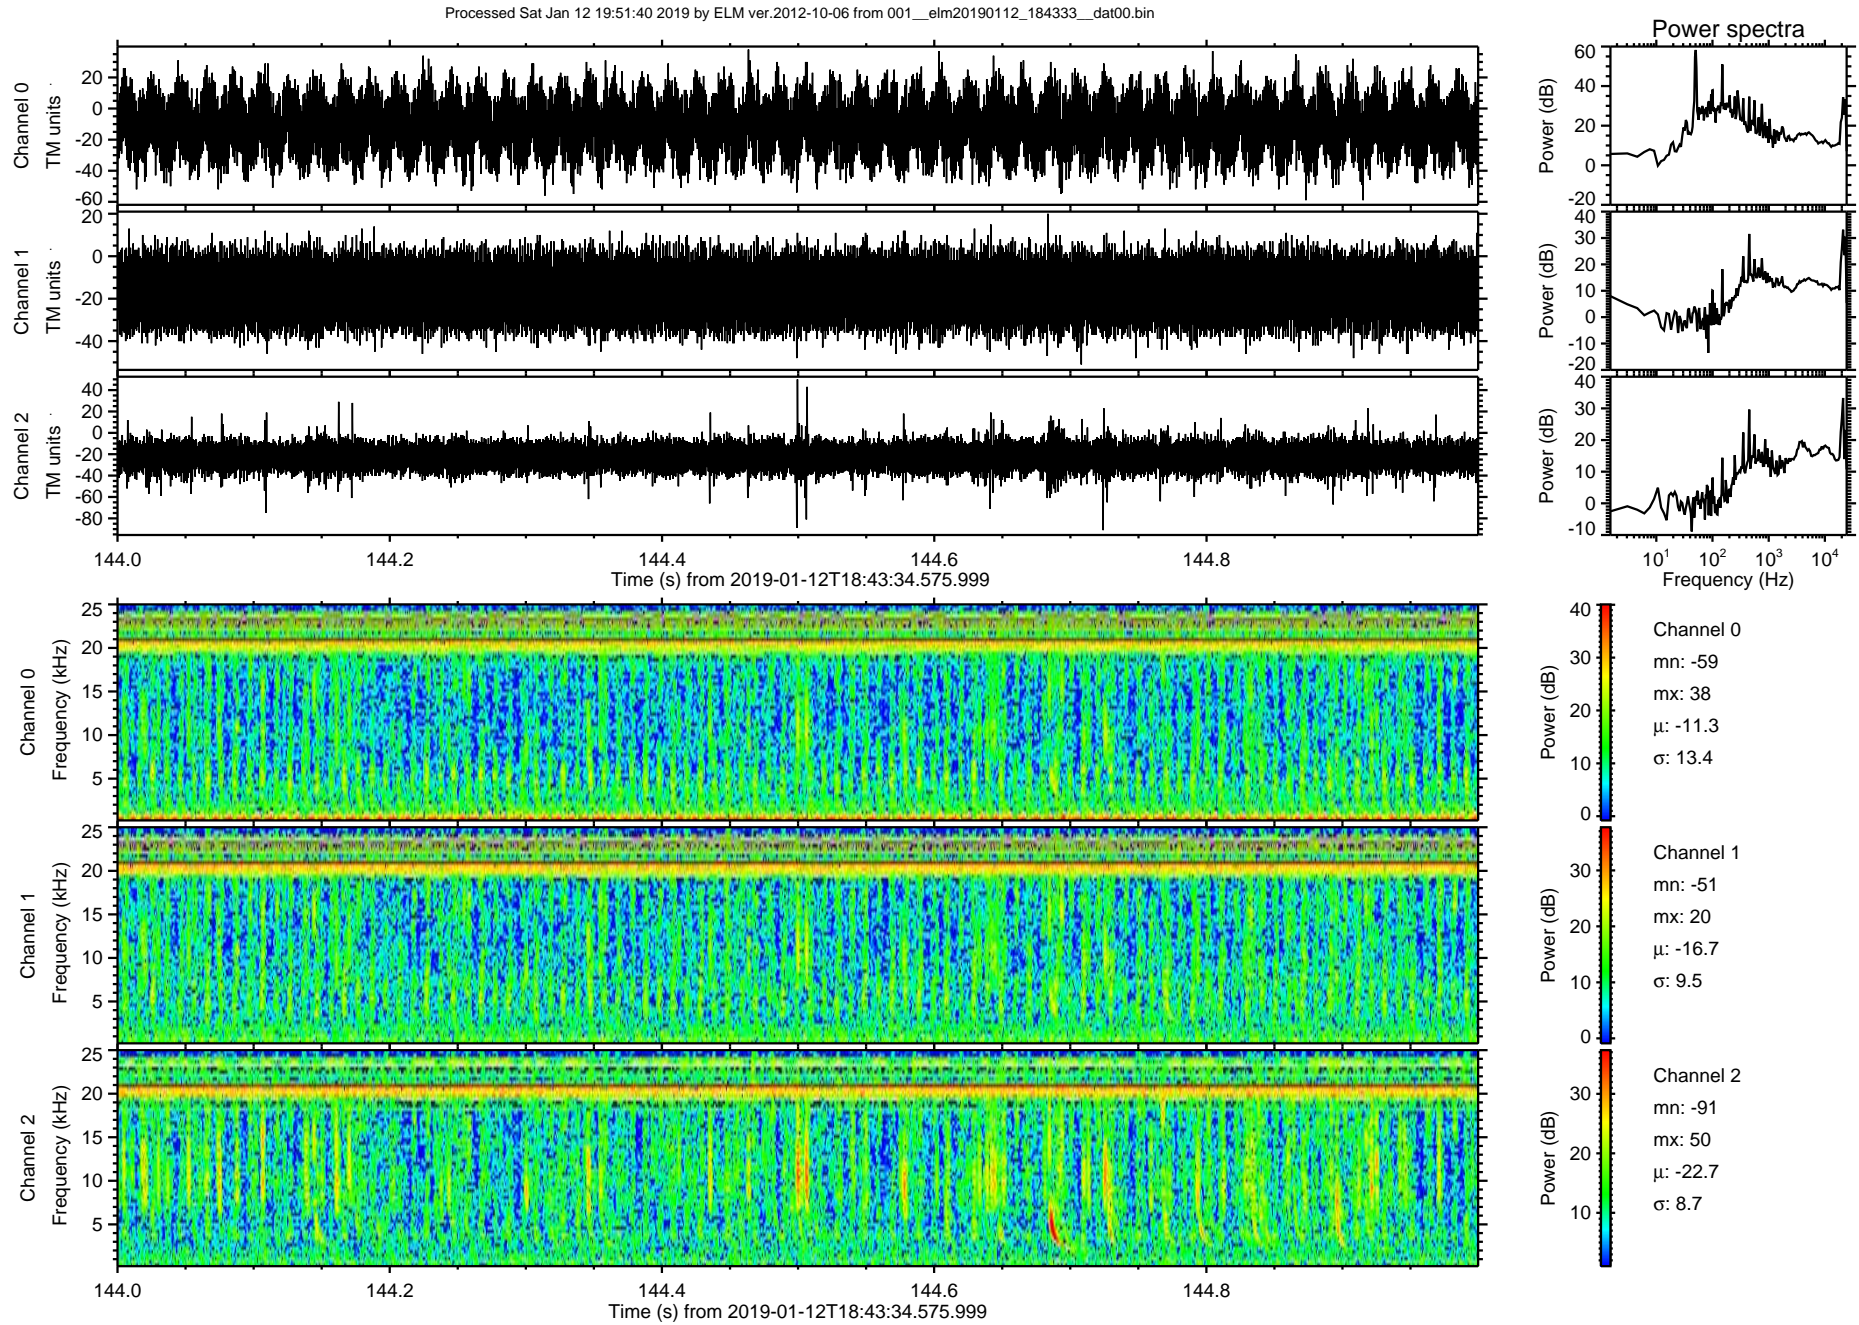 Processed Sat Jan 12 19:51:40 2019 by ELM ver.2012-10-06 from 001__elm20190112_184333__dat00.bin
Power spectra
Channel 0
TM units
20
0
-20
-40
-60
Power (dB)
60
40
20
0
-20
Channel 1
TM units
20
0
-20
-40
Power (dB)
40
30
20
10
0
-10
-20
Channel 2
TM units
40
20
0
-20
-40
-60
-80
Power (dB)
40
30
20
10
0
-10
144.0 144.2 144.4 144.6 144.8
Time (s) from 2019-01-12T18:43:34.575.999
10^1 10^2 10^3 10^4
Frequency (Hz)
Channel 0
Frequency (kHz)
25
20
15
10
5
Power (dB)
40
30
20
10
0
Channel 0
mn: -59
mx: 38
µ: -11.3
σ: 13.4
Channel 1
Frequency (kHz)
25
20
15
10
5
Power (dB)
30
20
10
0
Channel 1
mn: -51
mx: 20
µ: -16.7
σ: 9.5
Channel 2
Frequency (kHz)
25
20
15
10
5
Power (dB)
30
20
10
Channel 2
mn: -91
mx: 50
µ: -22.7
σ: 8.7
144.0 144.2 144.4 144.6 144.8
Time (s) from 2019-01-12T18:43:34.575.999